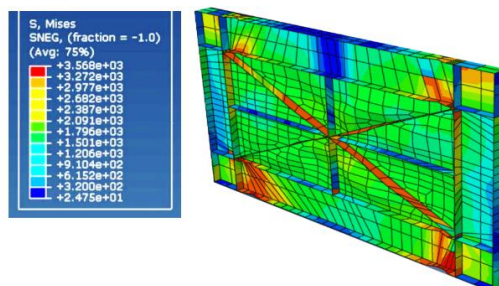 S, Mises
SNEG, (fraction = -1.0)
(Avg: 75%)
+3.568e+03
+3.272e+03
+2.977e+03
+2.682e+03
+2.387e+03
+2.091e+03
+1.796e+03
+1.501e+03
+1.206e+03
+9.104e+02
+6.152e+02
+3.200e+02
+2.475e+01